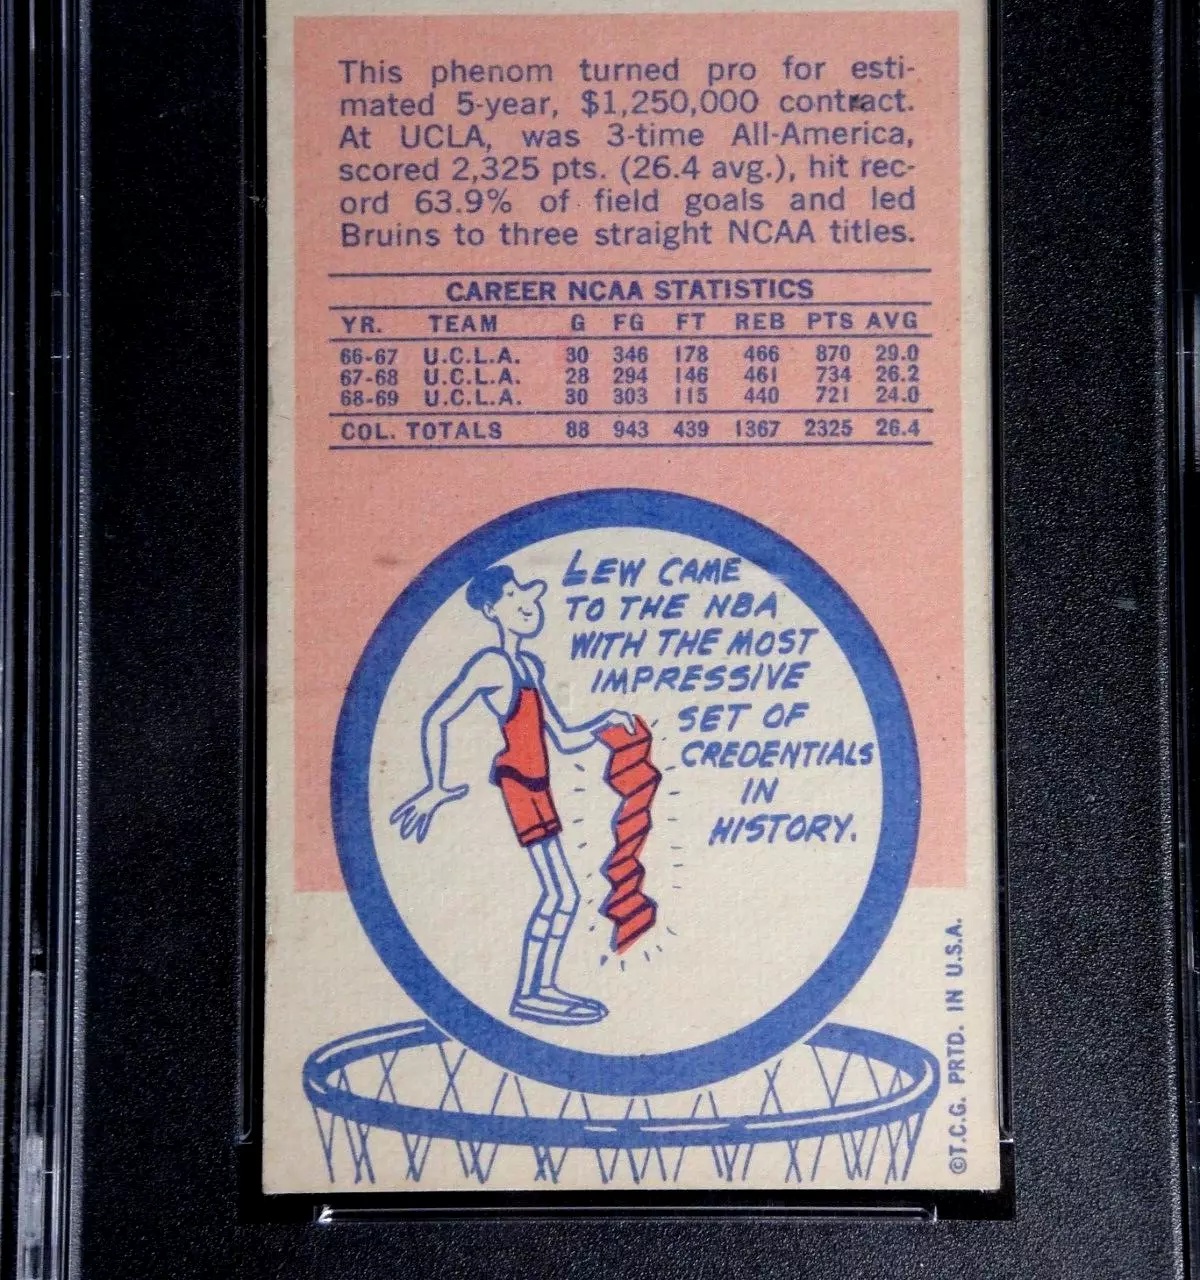 This phenom turned pro for esti-
mated 5-year, $1,250,000 contract.
At UCLA, was 3-time All-America,
scored 2,325 pts. (26.4 avg.), hit rec-
ord 63.9% of field goals and led
Bruins to three straight NCAA titles.
CAREER NCAA STATISTICS
YR. TEAM G FG FT REB PTS AVG
66-67 U.C.L.A. 30 346 178 466 870 29.0
67-68 U.C.L.A. 28 294 146 461 734 26.2
68-69 U.C.L.A. 30 303 115 440 721 24.0
COL. TOTALS 88 943 439 1367 2325 26.4
LEW CAME
TO THE NBA
WITH THE MOST
IMPRESSIVE
SET OF
CREDENTIALS
IN
HISTORY.
©T.C.G. PRTD. IN U.S.A.